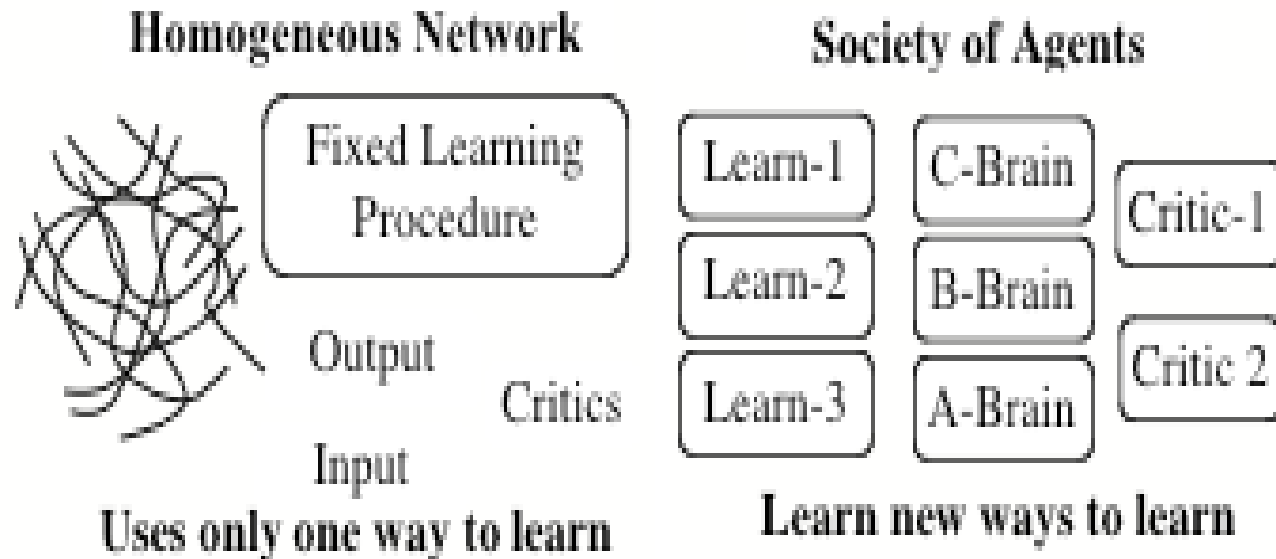 Homogeneous Network
Fixed Learning
Procedure
Output
Critics
Input
Uses only one way to learn
Society of Agents
Learn-1
C-Brain
Critic-1
Learn-2
B-Brain
Learn-3
A-Brain
Critic 2
Learn new ways to learn